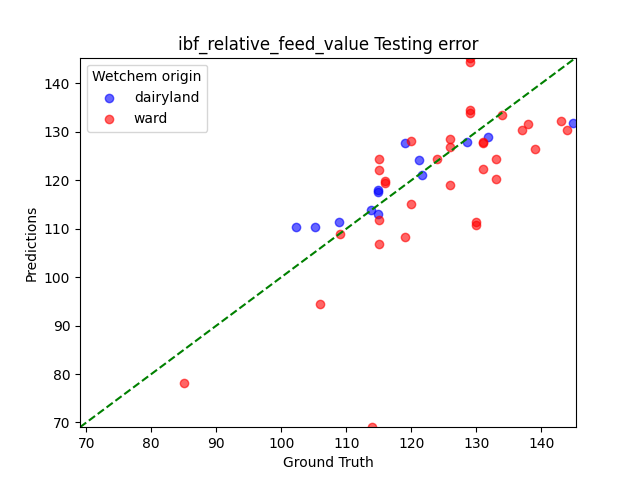 ibf_relative_feed_value Testing error
Wetchem origin
dairyland
ward
Predictions
140
130
120
110
100
90
80
70
70 80 90 100 110 120 130 140
Ground Truth